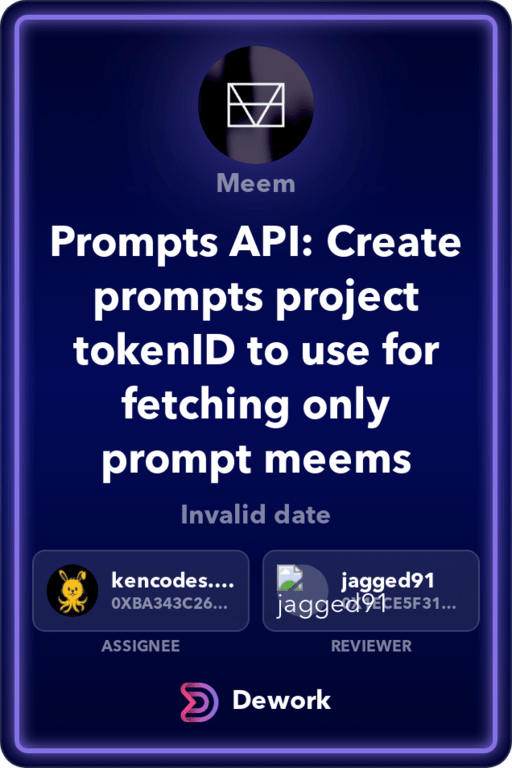 Meem
Prompts API: Create
prompts project
tokenID to use for
fetching only
prompt meems
Invalid date
kencodes....
0XBA343C26...
jagged91
jagged91
ASSIGNEE
REVIEWER
Dework